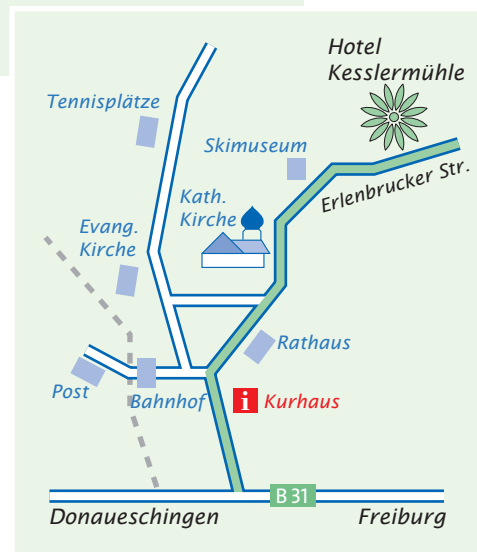 Hotel
Kesslermühle
Tennisplätze
Skimuseum
Erlenbrucker Str.
Kath.
Kirche
Evang.
Kirche
Rathaus
Post
Bahnhof
i Kurhaus
B 31
Donaueschingen
Freiburg